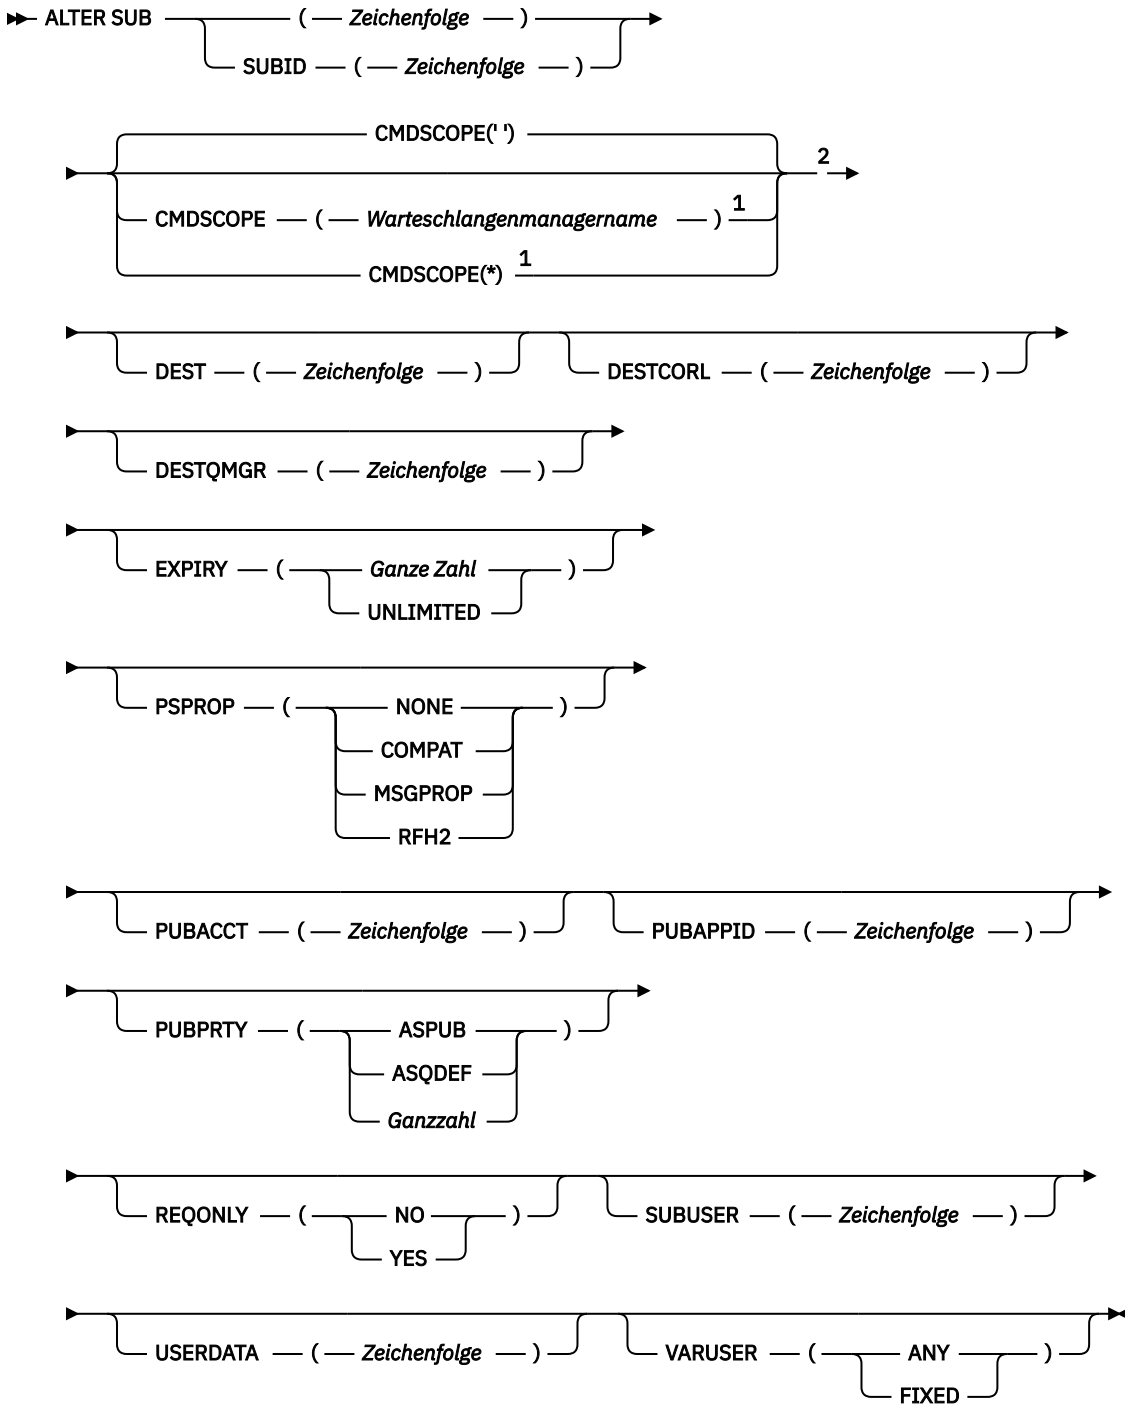 ALTER SUB ( Zeichenfolge )
SUBID ( Zeichenfolge )
CMDSCOPE(' ')
2
CMDSCOPE ( Warteschlangenmanagername ) 1
CMDSCOPE(*) 1
DEST ( Zeichenfolge ) DESTCORL ( Zeichenfolge )
DESTQMGR ( Zeichenfolge )
EXPIRY ( Ganze Zahl )
UNLIMITED
PSPROP ( NONE )
COMPAT
MSGPROP
RFH2
PUBACCT ( Zeichenfolge ) PUBAPPID ( Zeichenfolge )
PUBPRTY ( ASPUB )
ASQDEF
Ganzzahl
REQONLY ( NO ) SUBUSER ( Zeichenfolge )
YES
USERDATA ( Zeichenfolge ) VARUSER ( ANY )
FIXED